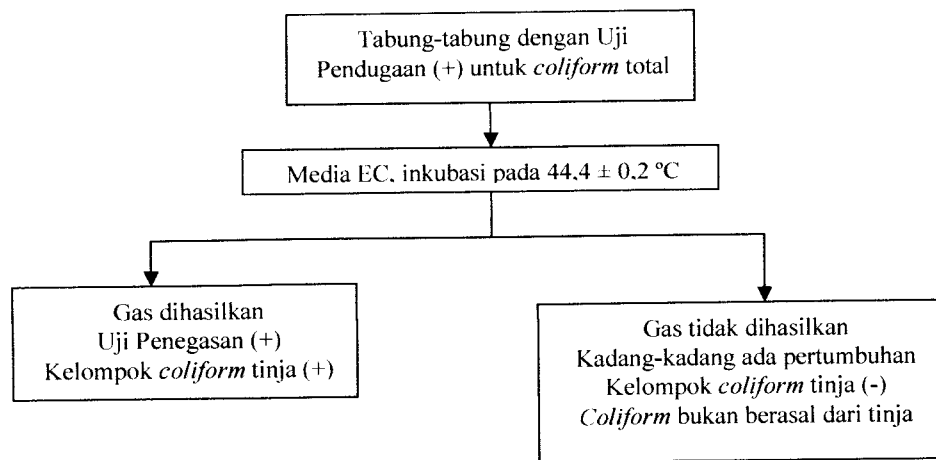 Tabung-tabung dengan Uji
Pendugaan (+) untuk coliform total
Media EC, inkubasi pada 44,4 ± 0,2 ºC
Gas dihasilkan
Uji Penegasan (+)
Kelompok coliform tinja (+)
Gas tidak dihasilkan
Kadang-kadang ada pertumbuhan
Kelompok coliform tinja (-)
Coliform bukan berasal dari tinja